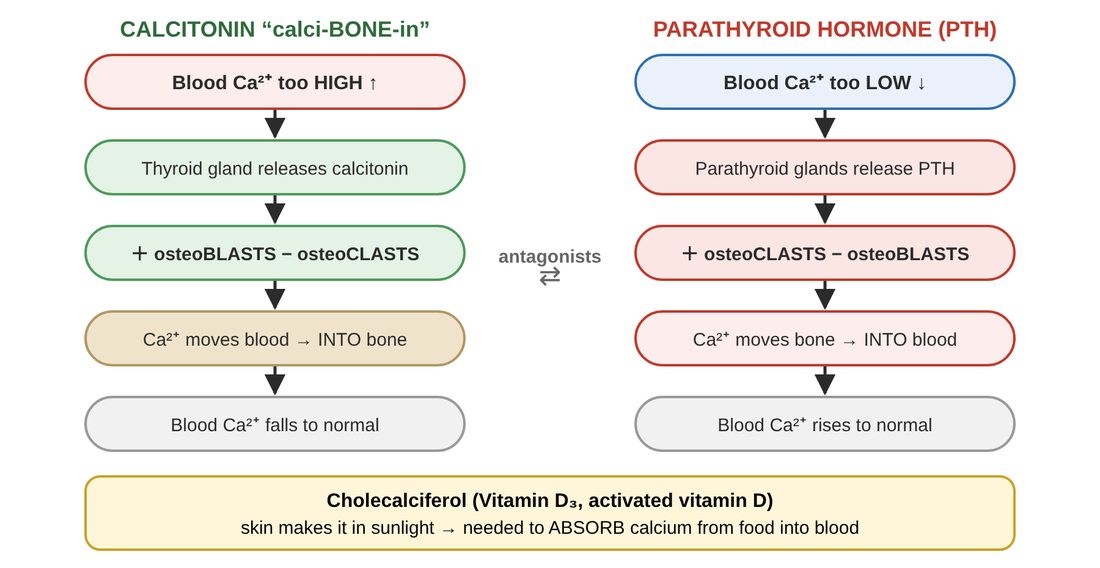 CALCITONIN “calci-BONE-in”
Blood Ca²⁺ too HIGH ↑
Thyroid gland releases calcitonin
+ osteoBLASTS − osteoCLASTS
Ca²⁺ moves blood → INTO bone
Blood Ca²⁺ falls to normal
antagonists
⇄
PARATHYROID HORMONE (PTH)
Blood Ca²⁺ too LOW ↓
Parathyroid glands release PTH
+ osteoCLASTS − osteoBLASTS
Ca²⁺ moves bone → INTO blood
Blood Ca²⁺ rises to normal
Cholecalciferol (Vitamin D₃, activated vitamin D)
skin makes it in sunlight → needed to ABSORB calcium from food into blood